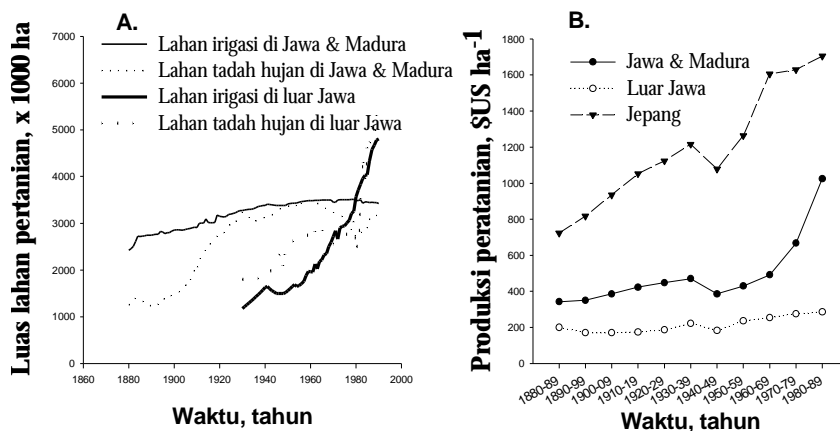 A.
Luas lahan pertanian, x 1000 ha
7000
6000
5000
4000
3000
2000
1000
0
Lahan irigasi di Jawa & Madura
Lahan tadah hujan di Jawa & Madura
Lahan irigasi di luar Jawa
Lahan tadah hujan di luar Jawa
1860 1880 1900 1920 1940 1960 1980 2000
Waktu, tahun
B.
Produksi peratanian, $US ha-1
1800
1600
1400
1200
1000
800
600
400
200
0
Jawa & Madura
Luar Jawa
Jepang
1880-89 1890-99 1900-09 1910-19 1920-29 1930-39 1940-49 1950-59 1960-69 1970-79 1980-89
Waktu, tahun